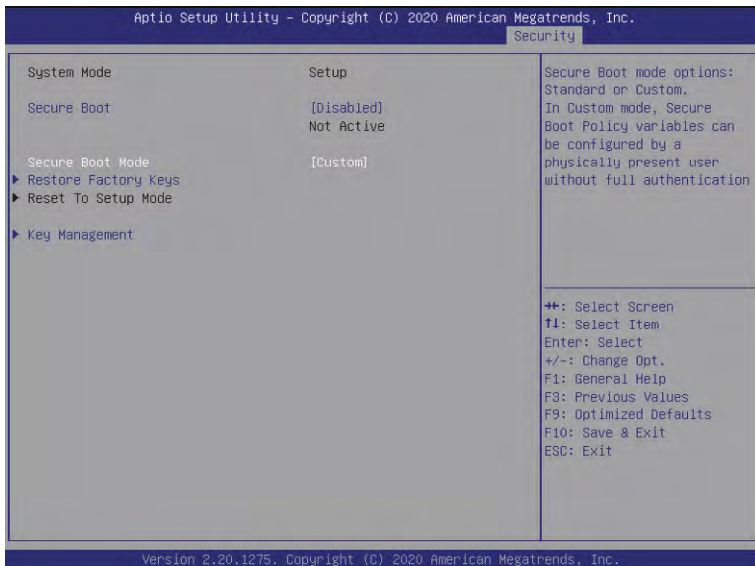 Aptio Setup Utility – Copyright (C) 2020 American Megatrends, Inc.
Security
System Mode Setup
Secure Boot [Disabled]
Not Active
Secure Boot Mode [Custom]
Restore Factory Keys
Reset To Setup Mode
Key Management
Secure Boot mode options:
Standard or Custom.
In Custom mode, Secure
Boot Policy variables can
be configured by a
physically present user
without full authentication
→←: Select Screen
↑↓: Select Item
Enter: Select
+/-: Change Opt.
F1: General Help
F3: Previous Values
F9: Optimized Defaults
F10: Save & Exit
ESC: Exit
Version 2.20.1275. Copyright (C) 2020 American Megatrends, Inc.